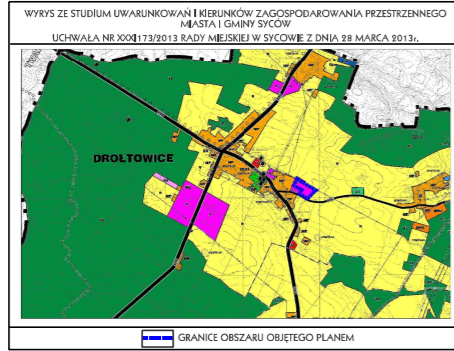 WYRYS ZE STUDIUM UWARUNKOWAŃ I KIERUNKÓW ZAGOSPODAROWANIA PRZESTRZENNEGO
MIASTA I GMINY SYCÓW
UCHWAŁA NR XXX|173/2013 RADY MIEJSKIEJ W SYCOWIE Z DNIA 28 MARCA 2013r.
DROŁTOWICE
GRANICE OBSZARU OBJĘTEGO PLANEM